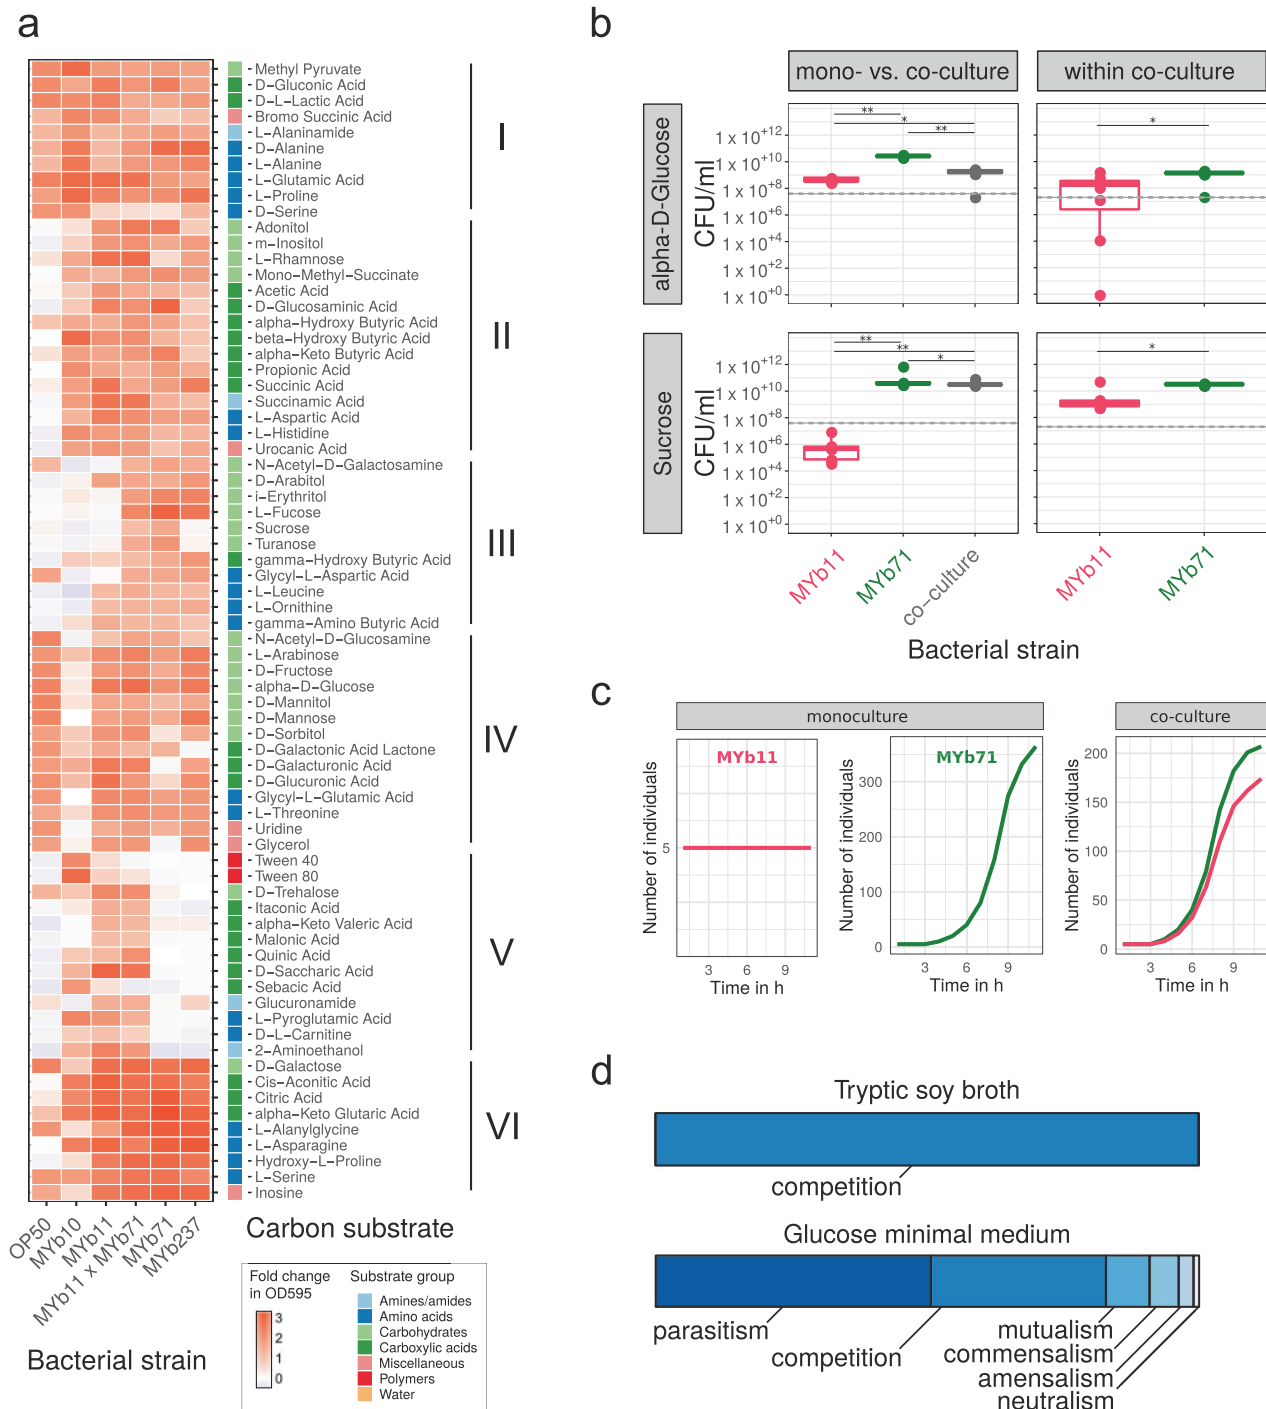 a
Methyl Pyruvate
D-Gluconic Acid
D-L-Lactic Acid
Bromo Succinic Acid
L-Alaninamide
D-Alanine
L-Alanine
L-Glutamic Acid
L-Proline
D-Serine
I
Adonitol
m-Inositol
L-Rhamnose
Mono-Methyl-Succinate
Acetic Acid
D-Glucosaminic Acid
alpha-Hydroxy Butyric Acid
beta-Hydroxy Butyric Acid
alpha-Keto Butyric Acid
Propionic Acid
Succinic Acid
Succinamic Acid
L-Aspartic Acid
L-Histidine
Urocanic Acid
II
N-Acetyl-D-Galactosamine
D-Arabitol
i-Erythritol
L-Fucose
Sucrose
Turanose
gamma-Hydroxy Butyric Acid
Glycyl-L-Aspartic Acid
L-Leucine
L-Ornithine
gamma-Amino Butyric Acid
III
N-Acetyl-D-Glucosamine
L-Arabinose
D-Fructose
alpha-D-Glucose
D-Mannitol
D-Mannose
D-Sorbitol
D-Galactonic Acid Lactone
D-Galacturonic Acid
D-Glucuronic Acid
Glycyl-L-Glutamic Acid
L-Threonine
Uridine
Glycerol
IV
Tween 40
Tween 80
D-Trehalose
Itaconic Acid
alpha-Keto Valeric Acid
Malonic Acid
Quinic Acid
D-Saccharic Acid
Sebacic Acid
Glucuronamide
L-Pyroglutamic Acid
D-L-Carnitine
2-Aminoethanol
V
D-Galactose
Cis-Aconitic Acid
Citric Acid
alpha-Keto Glutaric Acid
L-Alanylglycine
L-Asparagine
Hydroxy-L-Proline
L-Serine
Inosine
VI
OP50
MYb10
MYb11
MYb11 x MYb71
MYb71
MYb237
Carbon substrate
Bacterial strain
Fold change
in OD595
3
2
1
0
Substrate group
Amines/amides
Amino acids
Carbohydrates
Carboxylic acids
Miscellaneous
Polymers
Water
b
mono- vs. co-culture
within co-culture
alpha-D-Glucose
CFU/ml
1 x 10+12
1 x 10+10
1 x 10+8
1 x 10+6
1 x 10+4
1 x 10+2
1 x 10+0
**
*
**
*
Sucrose
CFU/ml
1 x 10+12
1 x 10+10
1 x 10+8
1 x 10+6
1 x 10+4
1 x 10+2
1 x 10+0
**
**
*
*
MYb11
MYb71
co-culture
MYb11
MYb71
Bacterial strain
c
monoculture
co-culture
Number of individuals
5
MYb11
3 6 9
Time in h
Number of individuals
300
200
100
0
MYb71
3 6 9
Time in h
Number of individuals
200
150
100
50
0
3 6 9
Time in h
d
Tryptic soy broth
competition
Glucose minimal medium
parasitism
competition
mutualism
commensalism
amensalism
neutralism